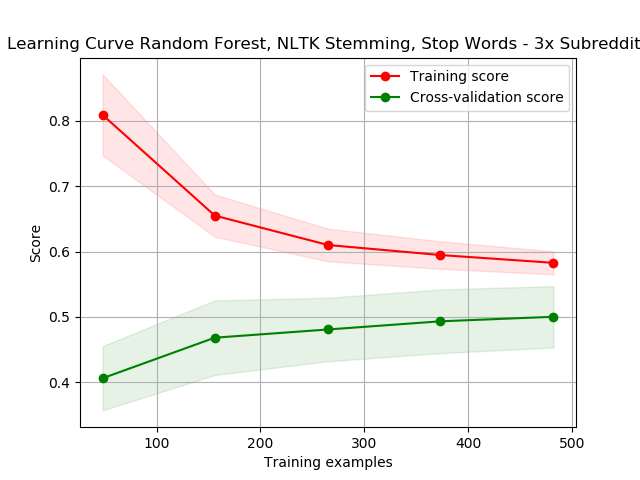 Learning Curve Random Forest, NLTK Stemming, Stop Words - 3x Subreddit
Training score
Cross-validation score
0.8
0.7
0.6
0.5
0.4
Score
100
200
300
400
500
Training examples